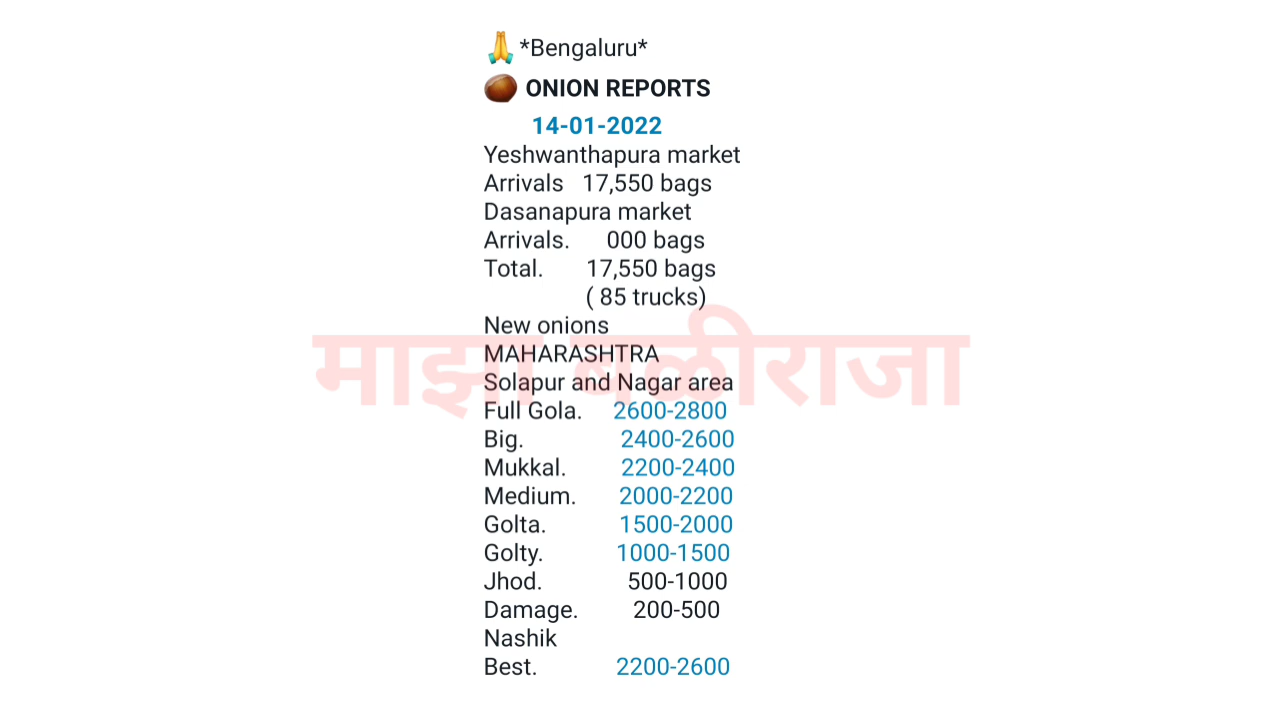 🙏*Bengaluru*
🌰 ONION REPORTS
14-01-2022
Yeshwanthapura market
Arrivals 17,550 bags
Dasanapura market
Arrivals. 000 bags
Total. 17,550 bags
( 85 trucks)
New onions
MAHARASHTRA
माझा बळीराजा
Solapur and Nagar area
Full Gola. 2600-2800
Big. 2400-2600
Mukkal. 2200-2400
Medium. 2000-2200
Golta. 1500-2000
Golty. 1000-1500
Jhod. 500-1000
Damage. 200-500
Nashik
Best. 2200-2600